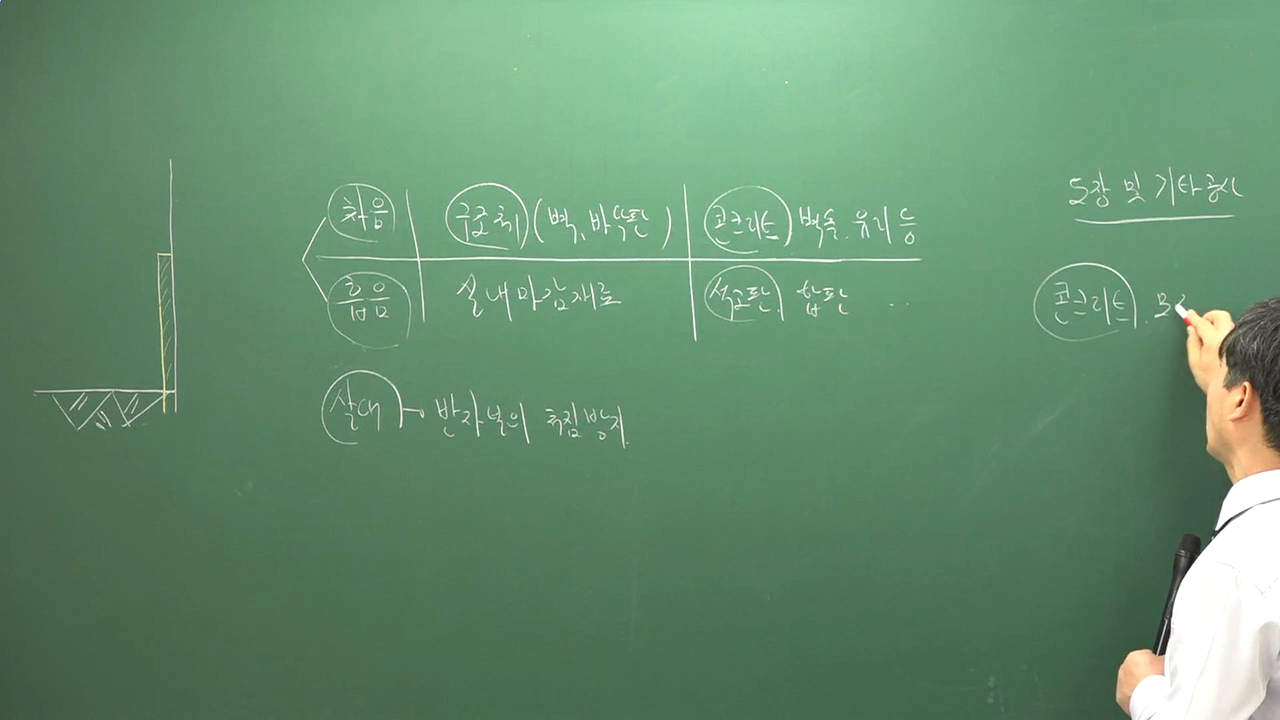 차음 구조체 (벽, 바닥판) 콘크리트 벽돌. 유리 등
흡음 실내마감재료 석고판. 합판 ...
실내 → 반자널의 처짐방지.
도장 및 기타공사
콘크리트.